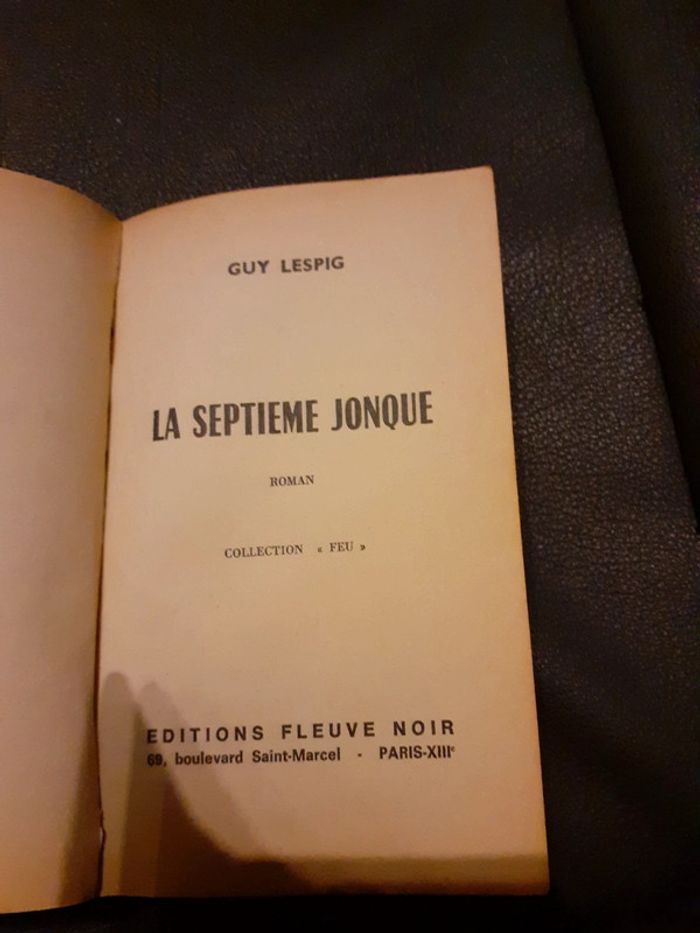 GUY LESPIG
LA SEPTIEME JONQUE
ROMAN
COLLECTION « FEU »
EDITIONS FLEUVE NOIR
69, boulevard Saint-Marcel - PARIS-XIIIᵉ